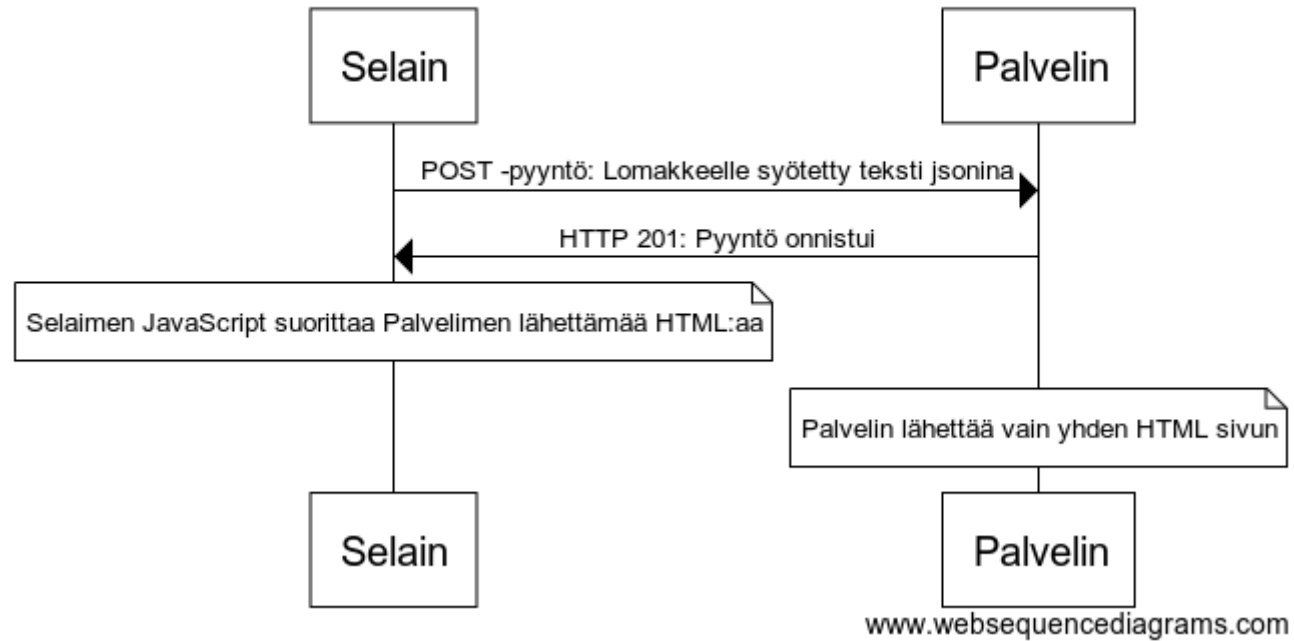 Selain
Palvelin
POST -pyyntö: Lomakkeelle syötetty teksti jsonina
HTTP 201: Pyyntö onnistui
Selaimen JavaScript suorittaa Palvelimen lähettämää HTML:aa
Palvelin lähettää vain yhden HTML sivun
Selain
Palvelin
www.websequencediagrams.com